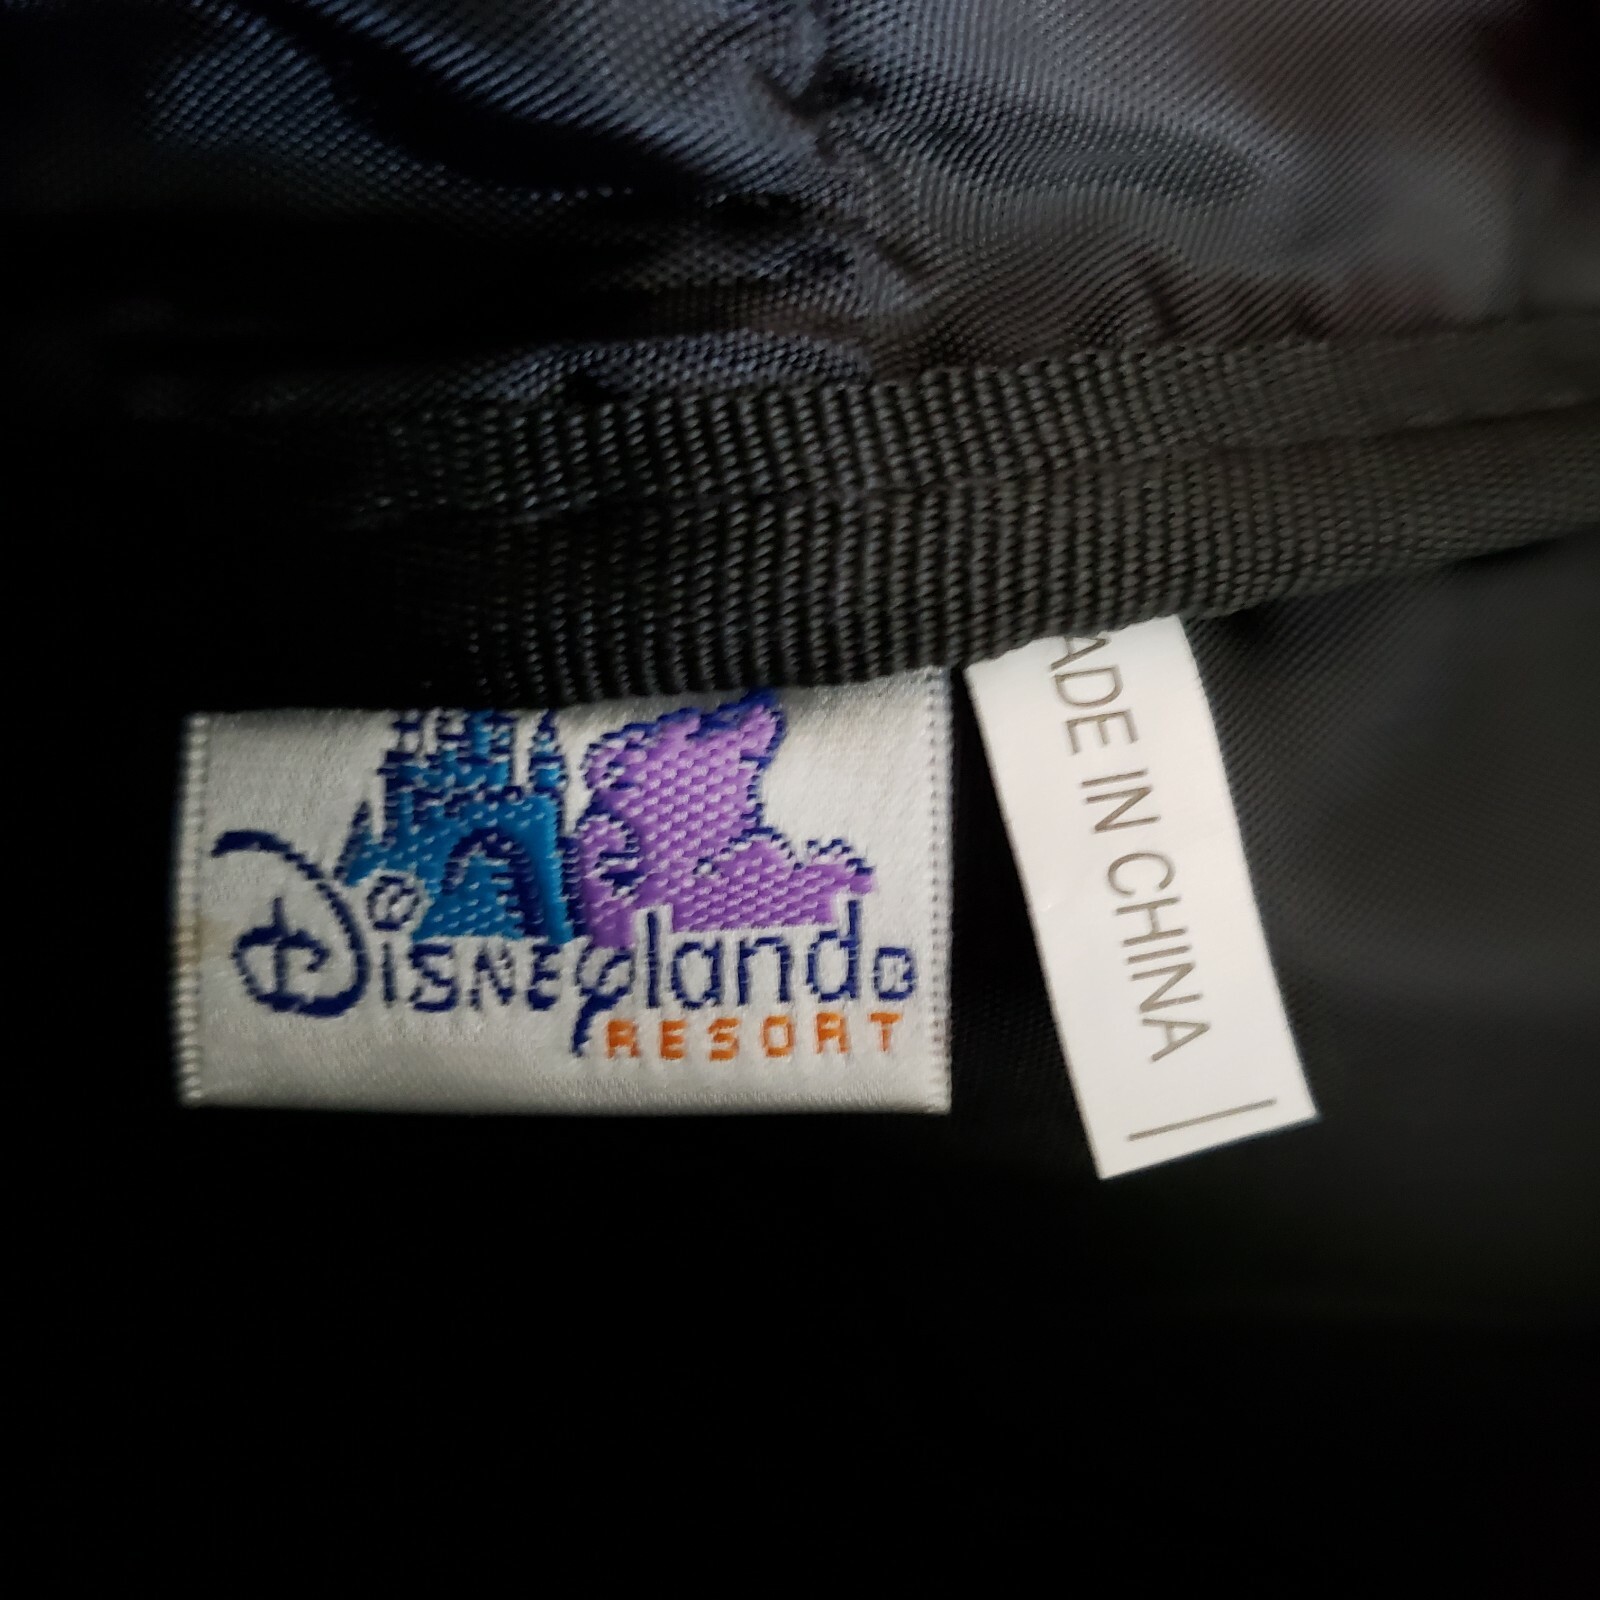 DISNEYland®
RESORT
ADE IN CHINA